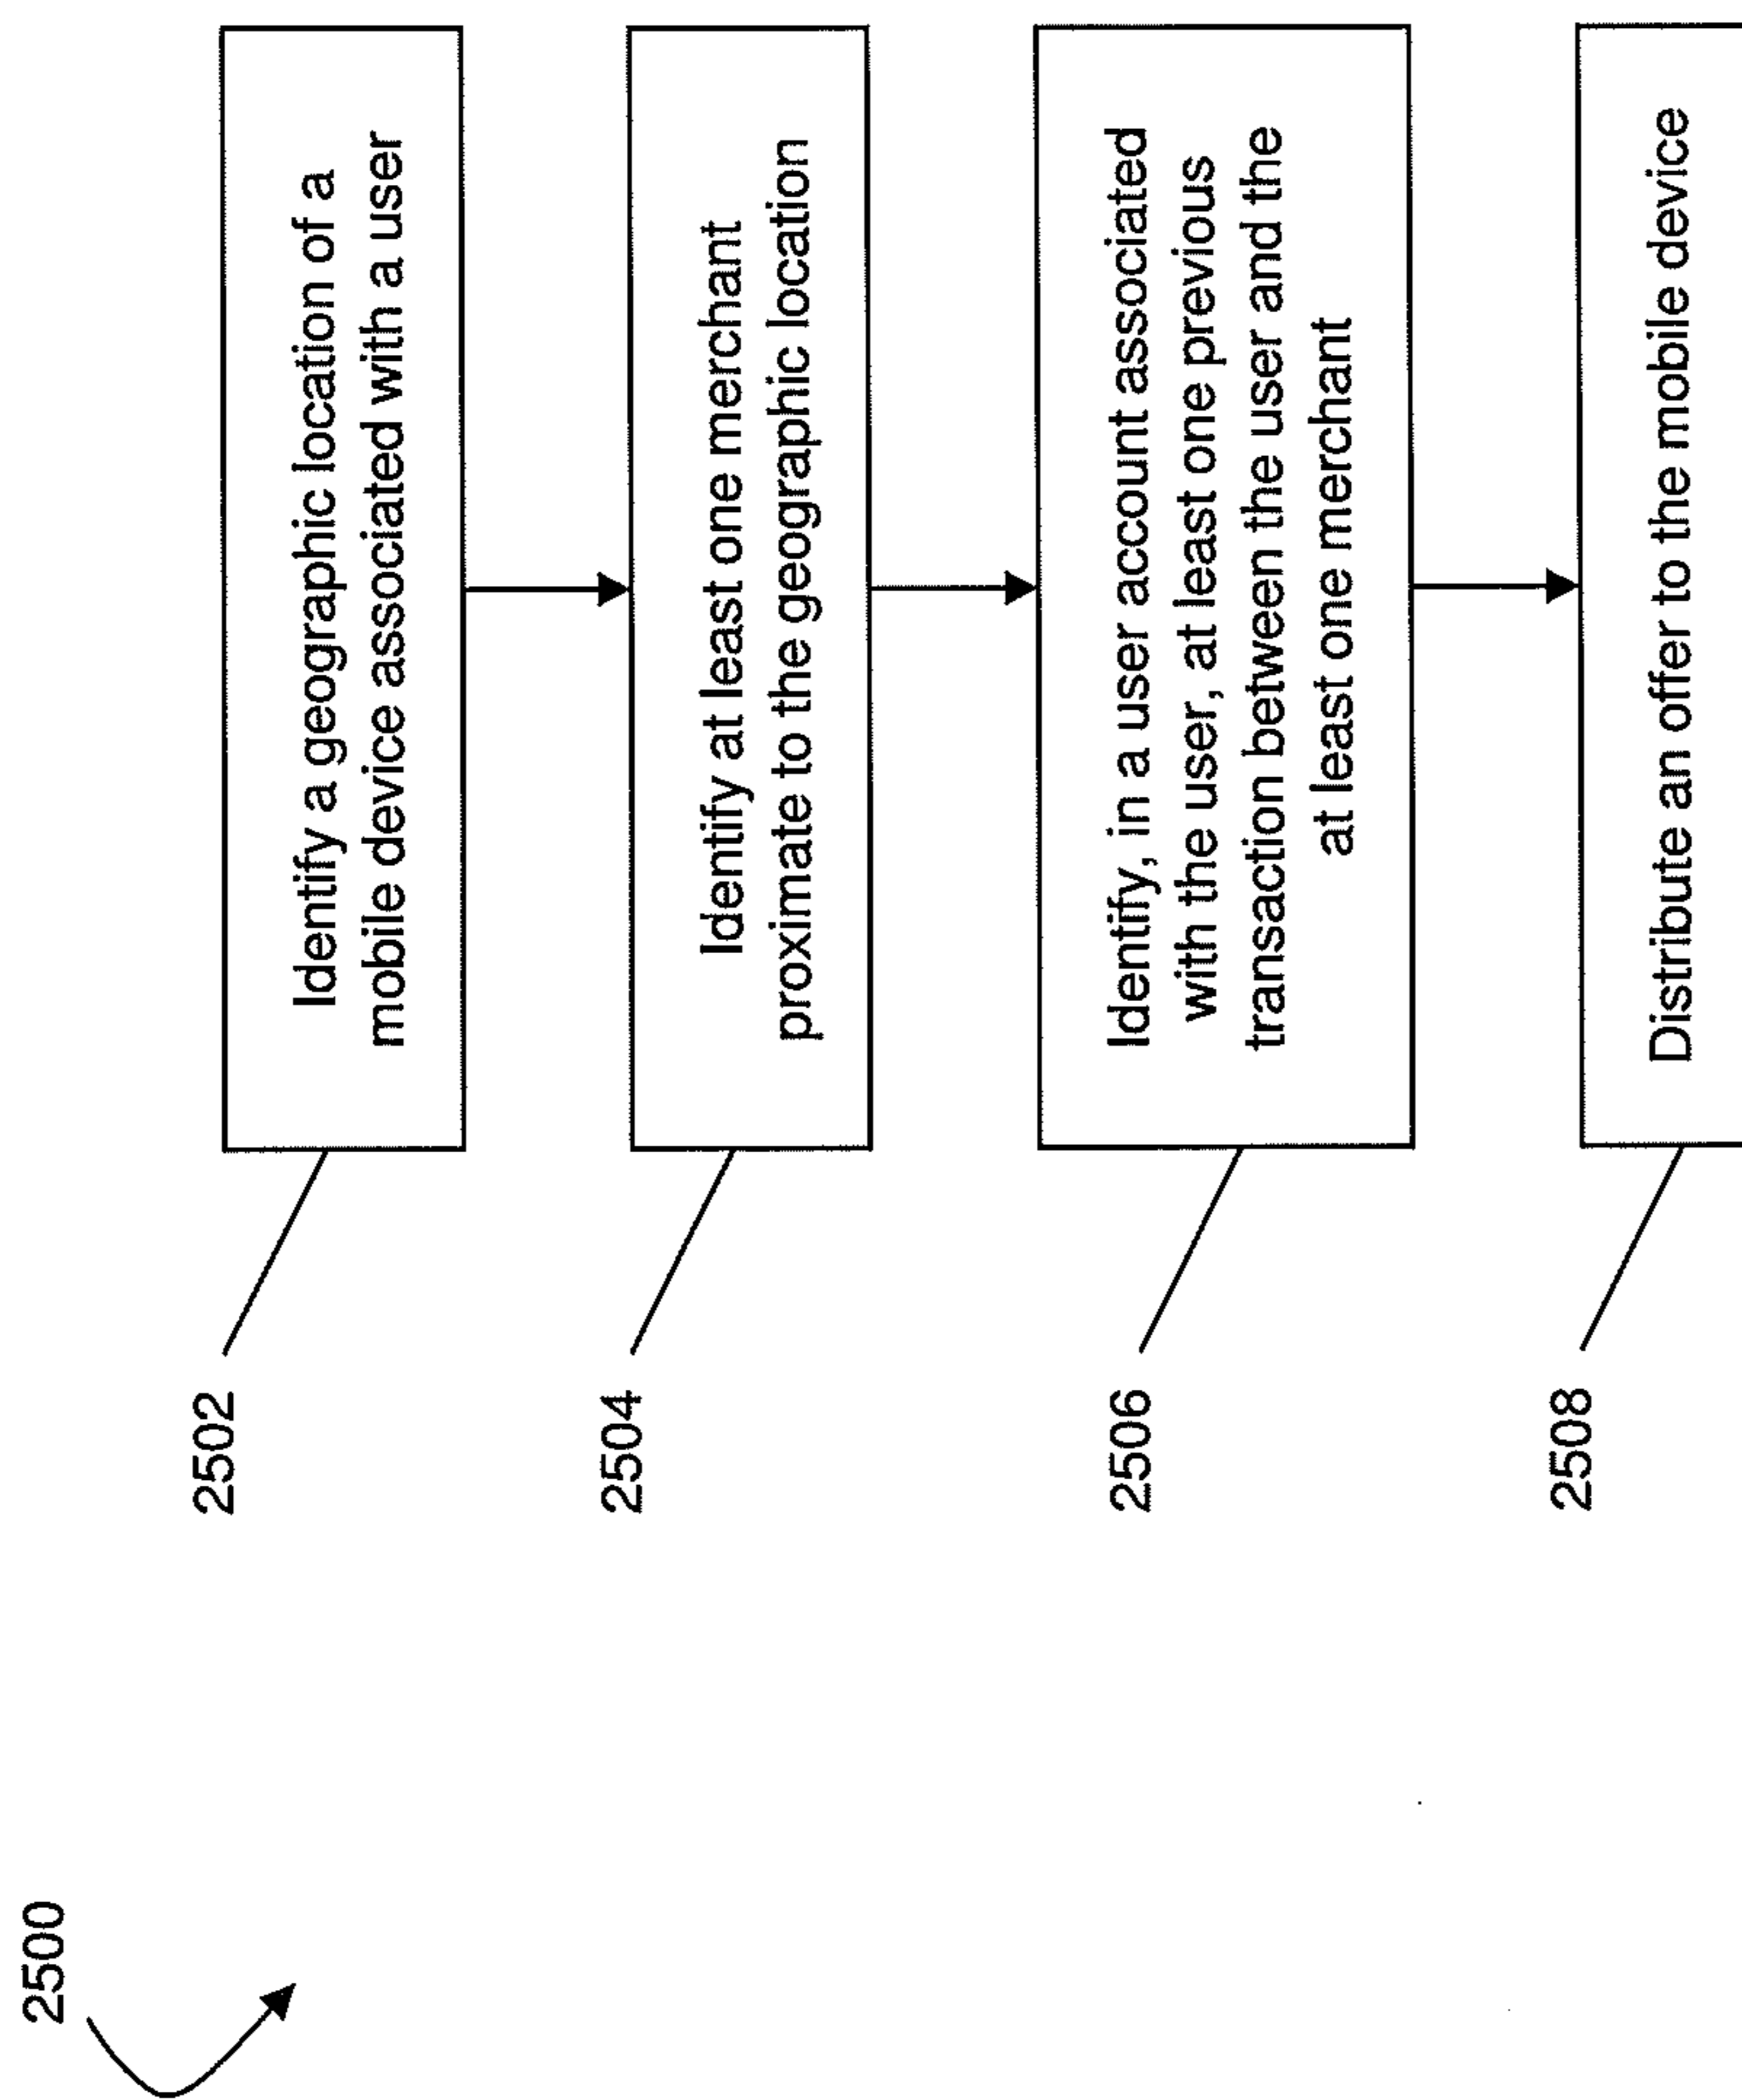 2500
2502
Identify a geographic location of a
mobile device associated with a user
2504
Identify at least one merchant
proximate to the geographic location
2506
Identify, in a user account associated
with the user, at least one previous
transaction between the user and the
at least one merchant
2508
Distribute an offer to the mobile device